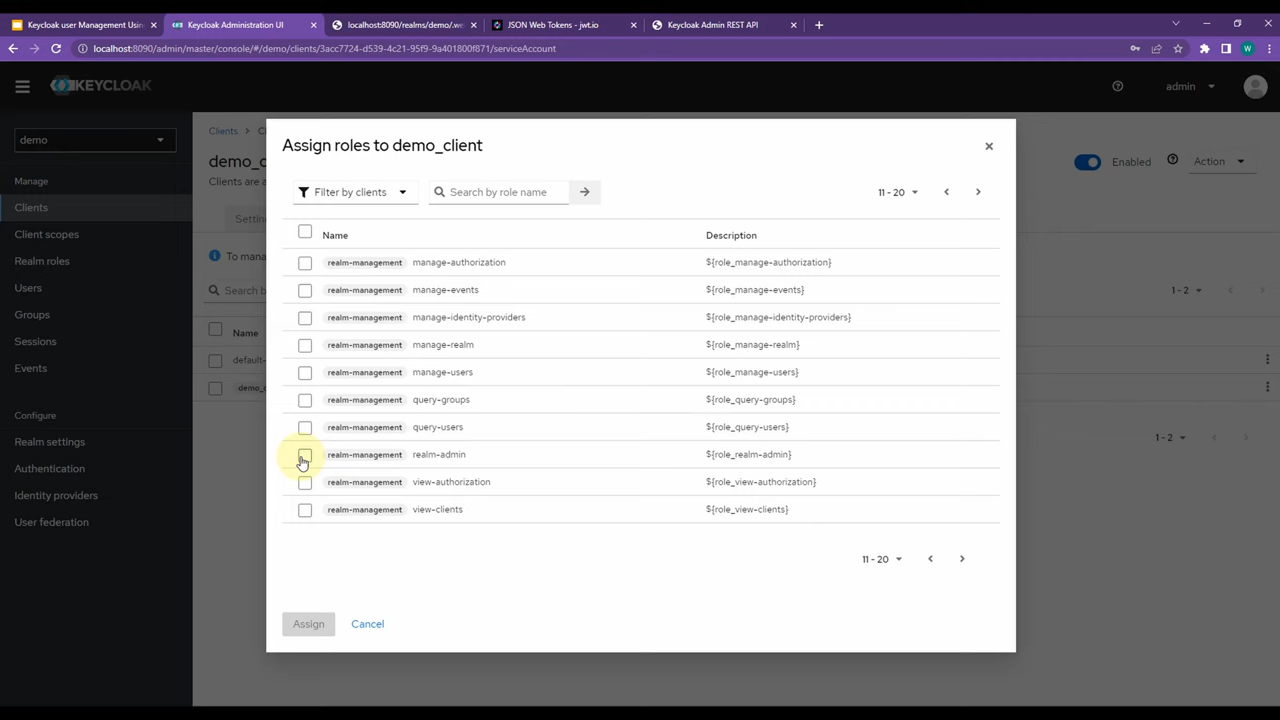 Keycloak user Management Usin
Keycloak Administration UI
localhost:8090/realms/demo/.we
JSON Web Tokens - jwt.io
Keycloak Admin REST API
localhost:8090/admin/master/console/#/demo/clients/3acc7724-d539-4c21-95f9-9a401800f871/serviceAccount
W
KEYCLOAK
admin
demo
Manage
Clients
Client scopes
Realm roles
Users
Groups
Sessions
Events
Configure
Realm settings
Authentication
Identity providers
User federation
Clients
demo_c
Clients are a
Enabled
Action
Settin
To mana
Search b
1 - 2
Name
default-
demo_c
1 - 2
Assign roles to demo_client
Filter by clients
Search by role name
11 - 20
Name Description
realm-management manage-authorization ${role_manage-authorization}
realm-management manage-events ${role_manage-events}
realm-management manage-identity-providers ${role_manage-identity-providers}
realm-management manage-realm ${role_manage-realm}
realm-management manage-users ${role_manage-users}
realm-management query-groups ${role_query-groups}
realm-management query-users ${role_query-users}
realm-management realm-admin ${role_realm-admin}
realm-management view-authorization ${role_view-authorization}
realm-management view-clients ${role_view-clients}
11 - 20
Assign Cancel